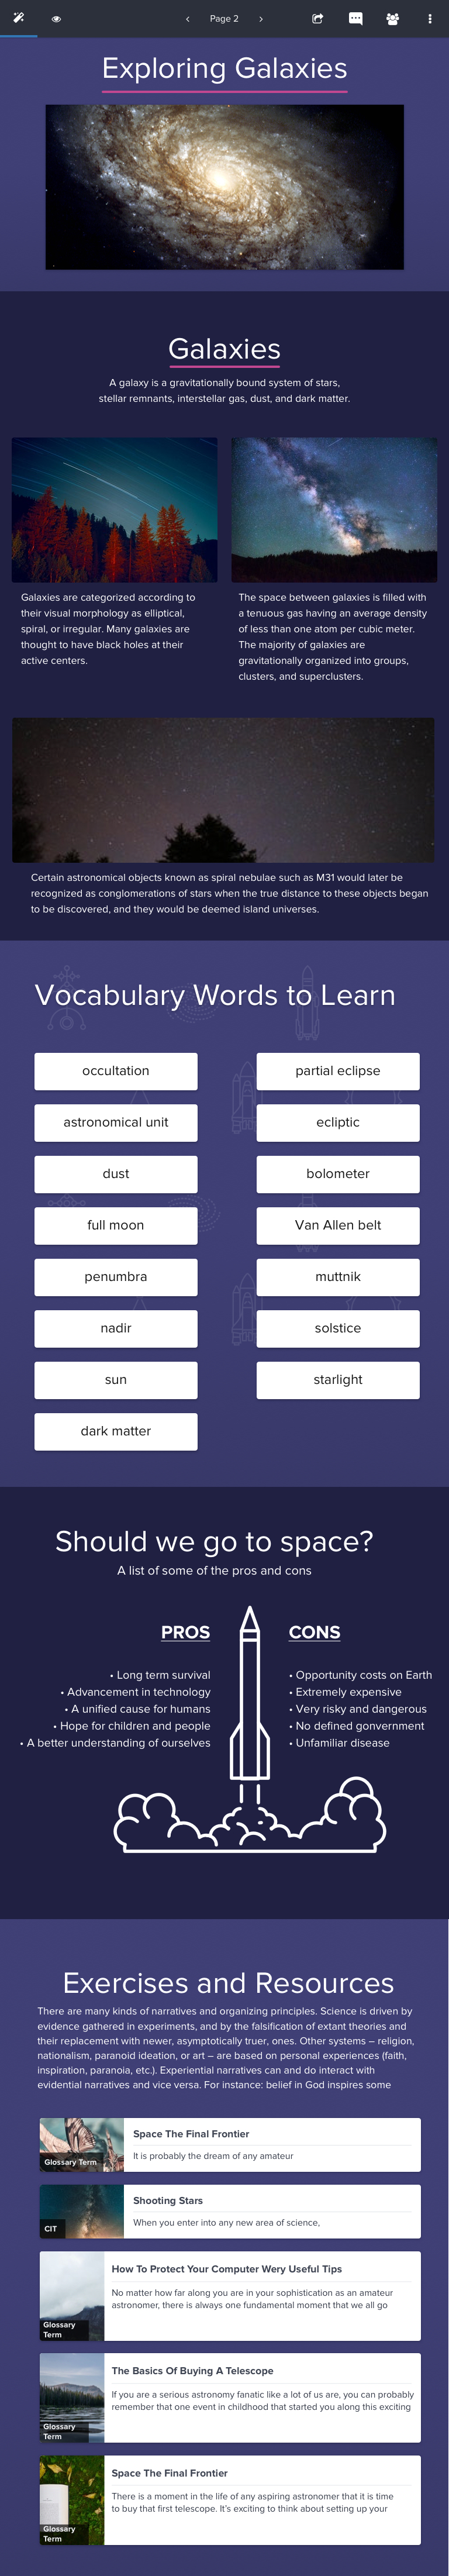 Page 2
Exploring Galaxies
Galaxies
A galaxy is a gravitationally bound system of stars,
stellar remnants, interstellar gas, dust, and dark matter.
Galaxies are categorized according to
their visual morphology as elliptical,
spiral, or irregular. Many galaxies are
thought to have black holes at their
active centers.
The space between galaxies is filled with
a tenuous gas having an average density
of less than one atom per cubic meter.
The majority of galaxies are
gravitationally organized into groups,
clusters, and superclusters.
Certain astronomical objects known as spiral nebulae such as M31 would later be
recognized as conglomerations of stars when the true distance to these objects began
to be discovered, and they would be deemed island universes.
Vocabulary Words to Learn
occultation
partial eclipse
astronomical unit
ecliptic
dust
bolometer
full moon
Van Allen belt
penumbra
muttnik
nadir
solstice
sun
starlight
dark matter
Should we go to space?
A list of some of the pros and cons
PROS
• Long term survival
• Advancement in technology
• A unified cause for humans
• Hope for children and people
• A better understanding of ourselves
CONS
• Opportunity costs on Earth
• Extremely expensive
• Very risky and dangerous
• No defined gonvernment
• Unfamiliar disease
Exercises and Resources
There are many kinds of narratives and organizing principles. Science is driven by
evidence gathered in experiments, and by the falsification of extant theories and
their replacement with newer, asymptotically truer, ones. Other systems – religion,
nationalism, paranoid ideation, or art – are based on personal experiences (faith,
inspiration, paranoia, etc.). Experiential narratives can and do interact with
evidential narratives and vice versa. For instance: belief in God inspires some
Glossary Term
Space The Final Frontier
It is probably the dream of any amateur
CIT
Shooting Stars
When you enter into any new area of science,
Glossary
Term
How To Protect Your Computer Wery Useful Tips
No matter how far along you are in your sophistication as an amateur
astronomer, there is always one fundamental moment that we all go
Glossary
Term
The Basics Of Buying A Telescope
If you are a serious astronomy fanatic like a lot of us are, you can probably
remember that one event in childhood that started you along this exciting
Glossary
Term
Space The Final Frontier
There is a moment in the life of any aspiring astronomer that it is time
to buy that first telescope. It's exciting to think about setting up your